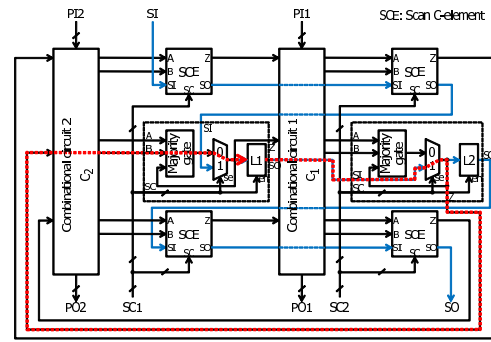 PI2 SI PI1 SCE: Scan C-element
A Z A Z
B SCE B SCE
SI SC SO SI SC SO
Combinational circuit 2 C2
Combinational circuit 1 C1
SI
A Majority gate 0 L1 Z
B 1 SO
SC Se
A Majority gate 0 L2
B 1
SI
SC Se Z
A Z A Z
B SCE B SCE
SI SC SO SI SC SO
PO2 SC1 PO1 SC2 SO